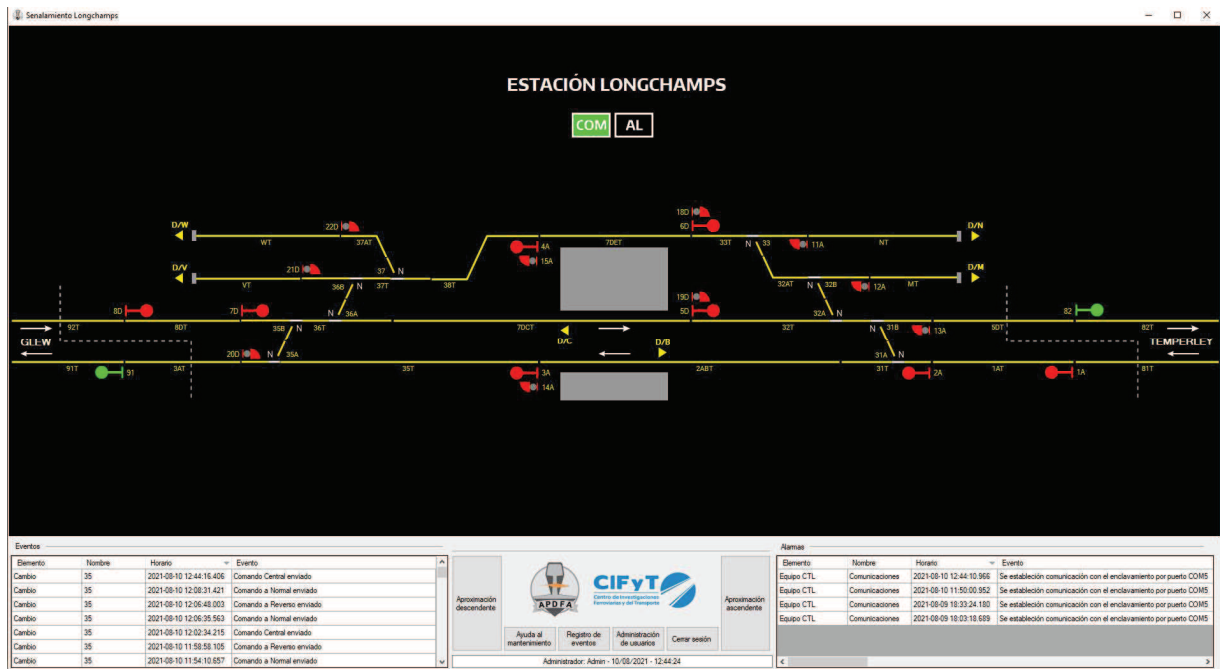 Senalamiento Longchamps
ESTACIÓN LONGCHAMPS
COM AL
18D
D/W 22D 6D D/N
WT 37AT 4A 7DET 33T N 33 11A NT
15A
D/V 21D 37 N D/M
VT 36B N 37T 38T 32AT N 32B 12A MT
19D
8D 7D N 36A 5D 32A N 82
92T 8DT 35B N 36T 7DCT 32T N 31B 13A 5DT 82T
GLEW D/C D/B TEMPERLEY
20D N 35A 31A N
91T 91 3AT 35T 3A 2ABT 31T 2A 1AT 1A 81T
14A
Eventos
Elemento Nombre Horario Evento
Cambio 35 2021-08-10 12:44:16.406 Comando Central enviado
Cambio 35 2021-08-10 12:08:31.421 Comando a Normal enviado
Cambio 35 2021-08-10 12:06:48.003 Comando a Reverso enviado
Cambio 35 2021-08-10 12:06:35.563 Comando a Normal enviado
Cambio 35 2021-08-10 12:02:34.215 Comando Central enviado
Cambio 35 2021-08-10 11:58:58.105 Comando a Reverso enviado
Cambio 35 2021-08-10 11:54:10.657 Comando a Normal enviado
Aproximación descendente
APDFA
CIFyT
Centro de Investigaciones
Ferroviarias y del Transporte
Aproximación ascendente
Ayuda al mantenimiento
Registro de eventos
Administración de usuarios
Cerrar sesión
Administrador: Admin - 10/08/2021 - 12:44:24
Alarmas
Elemento Nombre Horario Evento
Equipo CTL Comunicaciones 2021-08-10 12:44:10.966 Se establección comunicación con el enclavamiento por puerto COM5
Equipo CTL Comunicaciones 2021-08-10 11:50:00.952 Se establección comunicación con el enclavamiento por puerto COM5
Equipo CTL Comunicaciones 2021-08-09 18:33:24.180 Se establección comunicación con el enclavamiento por puerto COM5
Equipo CTL Comunicaciones 2021-08-09 18:03:18.689 Se establección comunicación con el enclavamiento por puerto COM5